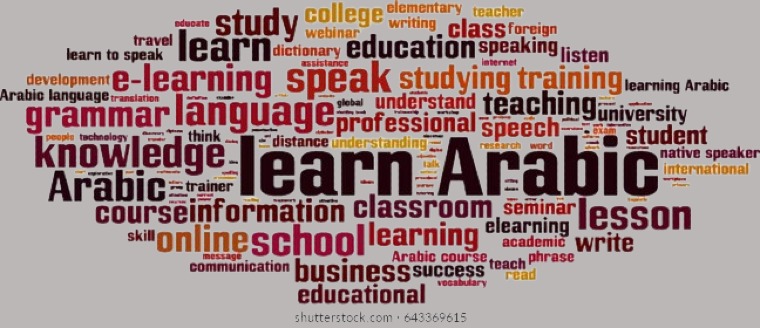 educate study college elementary teacher
webinar writing class foreign
travel learn dictionary education speaking listen
learn to speak assistance internet
development e-learning speak studying training learning Arabic
Arabic language translation global understand teaching university
grammar language professional speech exam student
people technology think distance understanding research word native speaker
knowledge learn Arabic talk international
Arabic trainer
course information classroom seminar lesson
skill online school learning elearning academic write
message Arabic course phrase
communication business success teach read
vocabulary
educational
shutterstock.com · 643369615